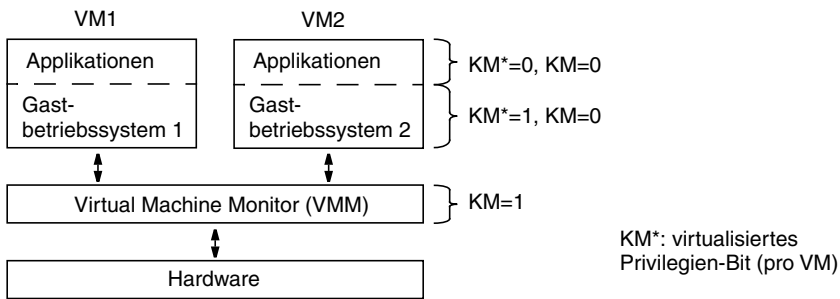 VM1
VM2
Applikationen
Applikationen
KM*=0, KM=0
Gast-
betriebssystem 1
Gast-
betriebssystem 2
KM*=1, KM=0
Virtual Machine Monitor (VMM)
KM=1
KM*: virtualisiertes
Privilegien-Bit (pro VM)
Hardware